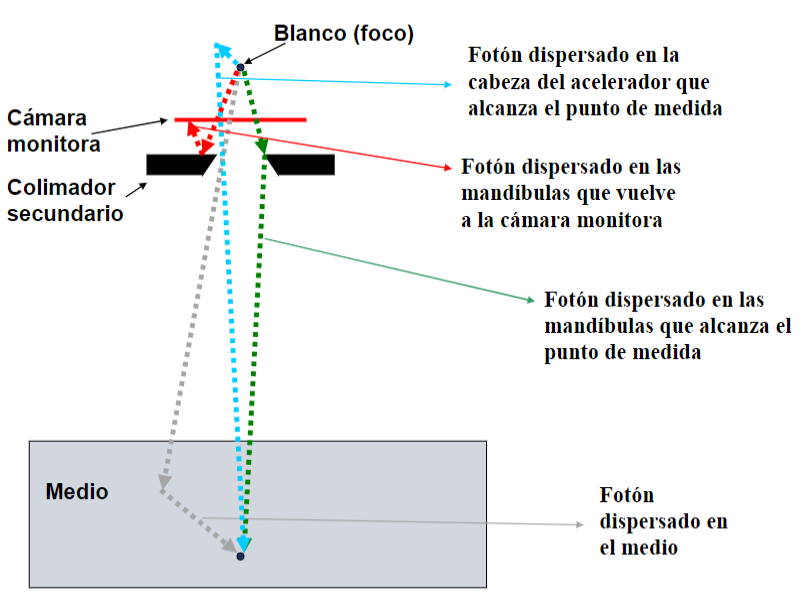 Blanco (foco)
Fotón dispersado en la
cabeza del acelerador que
alcanza el punto de medida
Cámara
monitora
Fotón dispersado en las
mandíbulas que vuelve
a la cámara monitora
Colimador
secundario
Fotón dispersado en las
mandíbulas que alcanza el
punto de medida
Medio
Fotón
dispersado en
el medio